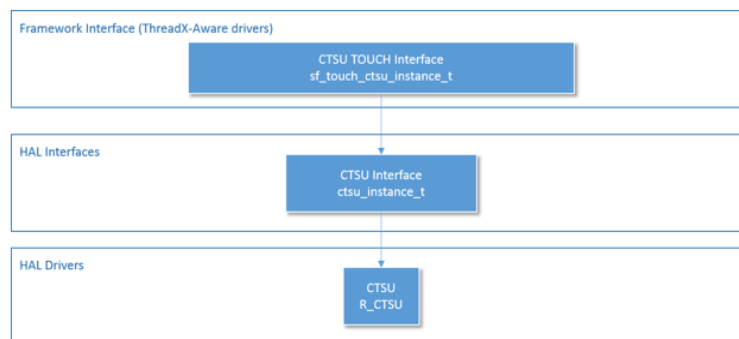 Framework Interface (ThreadX-Aware drivers)
CTSU TOUCH Interface
sf_touch_ctsu_instance_t
HAL Interfaces
CTSU Interface
ctsu_instance_t
HAL Drivers
CTSU
R_CTSU